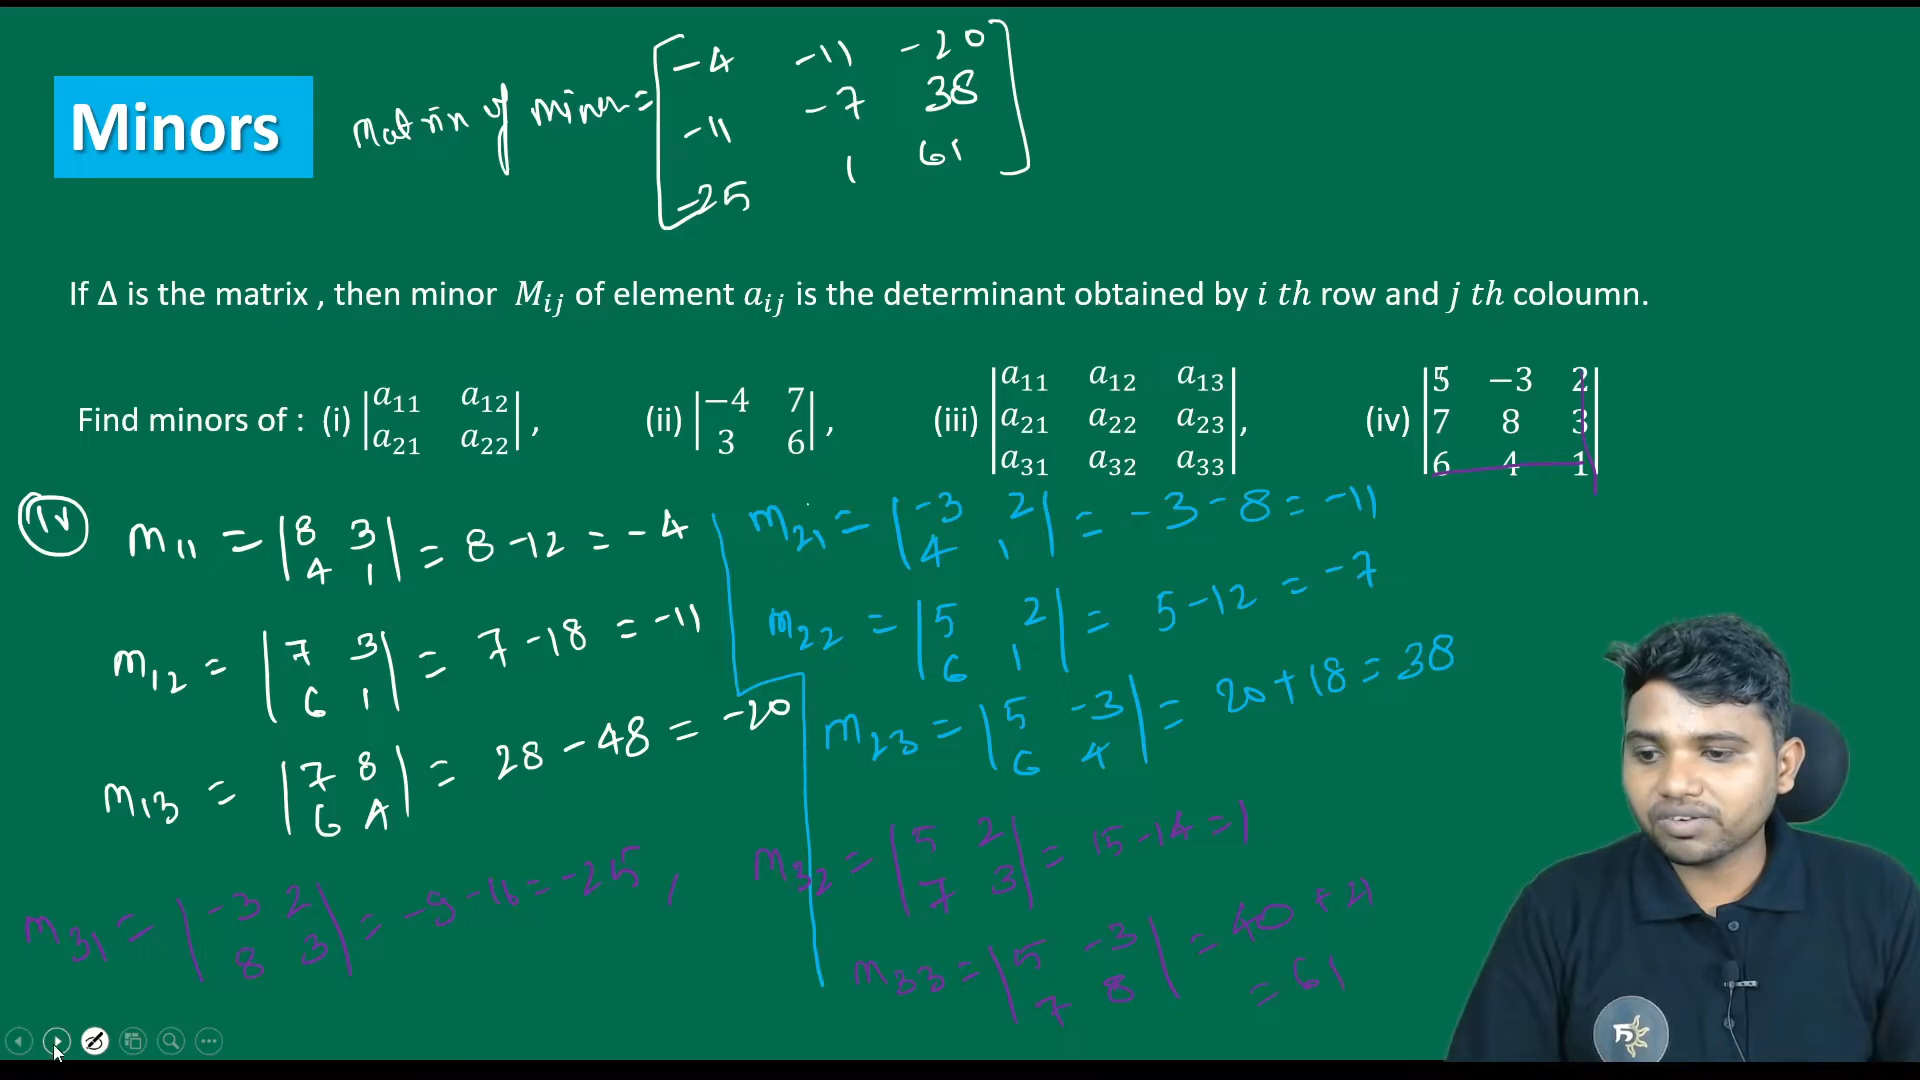 Matrix of minor = [-4 -11 -20
-11 -7 38
-25 1 61]
Minors
If Δ is the matrix , then minor M_ij of element a_ij is the determinant obtained by i th row and j th coloumn.
Find minors of : (i) |a11 a12 a21 a22| , (ii) |-4 7 3 6| , (iii) |a11 a12 a13 a21 a22 a23 a31 a32 a33| , (iv) |5 -3 2 7 8 3 6 4 1|
iv
m11 = |8 3 4 1| = 8 -12 = -4
m12 = |7 3 6 1| = 7 -18 = -11
m13 = |7 8 6 4| = 28 - 48 = -20
m21 = |-3 2 4 1| = -3 -8 = -11
m22 = |5 2 6 1| = 5 -12 = -7
m23 = |5 -3 6 4| = 20 + 18 = 38
m31 = |-3 2 8 3| = -9 -16 = -25 ,
m32 = |5 2 7 3| = 15 -14 = 1
m33 = |5 -3 7 8| = 40 + 21
= 61